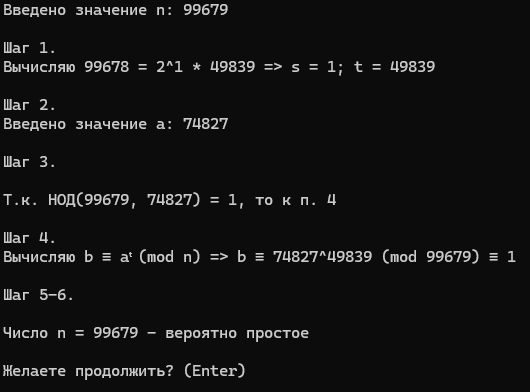 Введено значение n: 99679
Шаг 1.
Вычисляю 99678 = 2^1 * 49839 => s = 1; t = 49839
Шаг 2.
Введено значение a: 74827
Шаг 3.
Т.к. НОД(99679, 74827) = 1, то к п. 4
Шаг 4.
Вычисляю b ≡ aᵗ (mod n) => b ≡ 74827^49839 (mod 99679) ≡ 1
Шаг 5-6.
Число n = 99679 - вероятно простое
Желаете продолжить? (Enter)